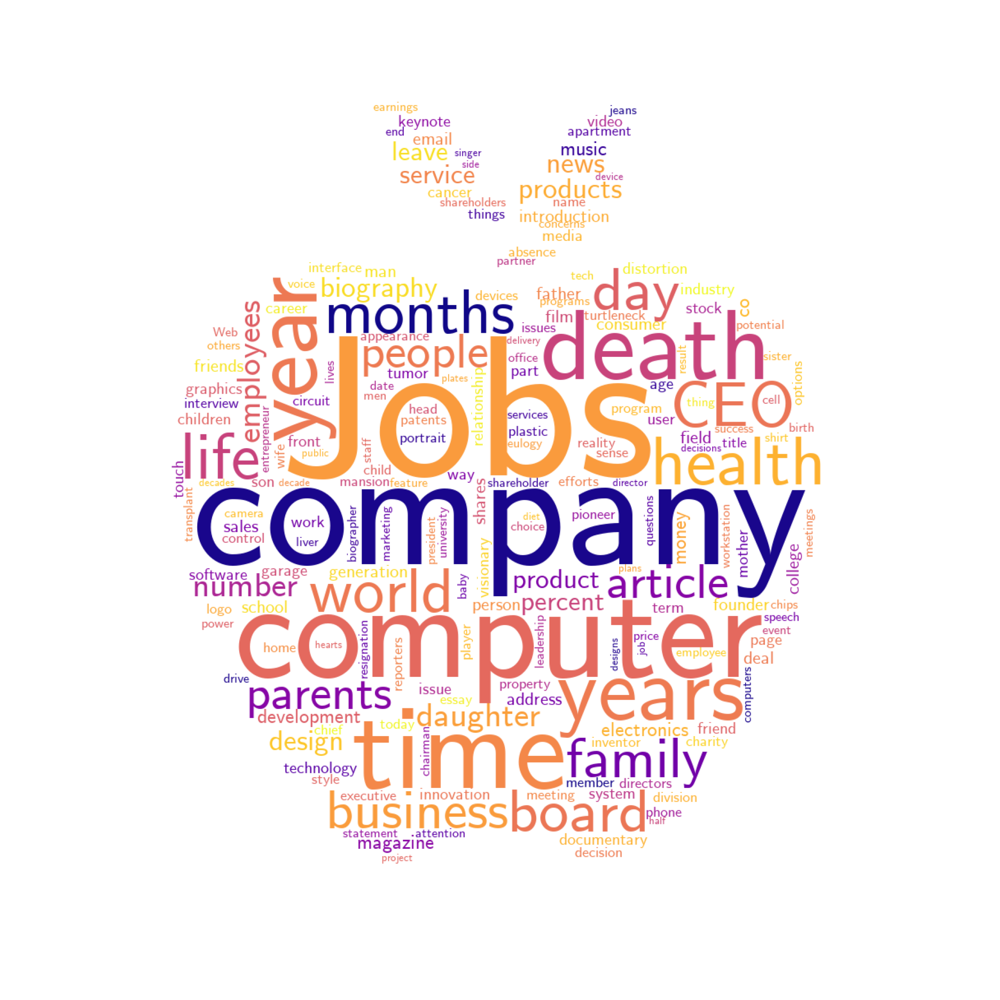 earnings
jeans
keynote
video
end
apartment
email
music
leave
singer
side
news
service
device
products
cancer
shareholders
name
things
introduction
concerns
media
absence
partner
interface
man
distortion
voice
tech
biography
day
industry
devices
father
programs
career
months
film
turtleneck
stock
co
year
employees
issues
consumer
potential
Web
appearance
delivery
death
others
people
office
sister
result
friends
lives
tumor
part
options
relationship
plates
graphics
date
age
CEO
men
interview
circuit
thing
cell
Jobs
head
services
program
children
patents
user
entrepreneur
plastic
success
birth
life
front
portrait
eulogy
reality
field
title
shirt
public
wife
staff
sense
decisions
health
child
way
touch
decades
son
decade
mansion
feature
shareholder
efforts
director
transplant
company
shares
camera
work
diet
pioneer
sales
choice
control
liver
biographer
marketing
president
university
questions
money
workstation
mother
meetings
college
software
garage
generation
visionary
plans
number
world
baby
product
article
logo
school
person
percent
term
founder
chips
power
speech
computer
event
home
hearts
resignation
reporters
player
leadership
designs
price
job
employee
page
deal
drive
parents
issue
property
years
computers
essay
address
development
daughter
chief
today
electronics
friend
design
time
chairman
inventor
charity
family
technology
style
member
directors
executive
innovation
meeting
system
division
business
board
phone
half
statement
attention
magazine
documentary
decision
project